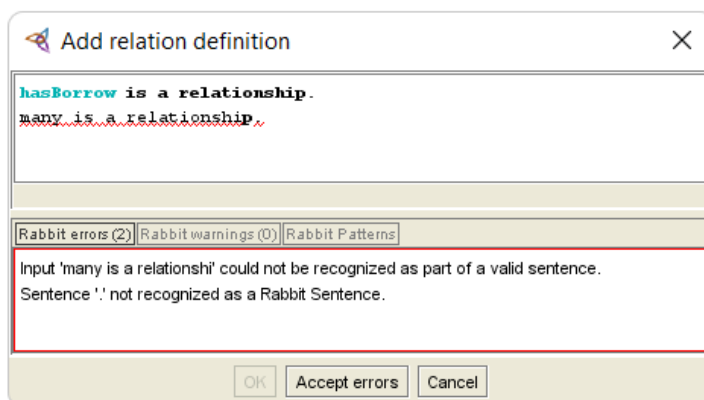 Add relation definition
hasBorrow is a relationship.
many is a relationship.
Rabbit errors (2) Rabbit warnings (0) Rabbit Patterns
Input 'many is a relationshi' could not be recognized as part of a valid sentence.
Sentence '.' not recognized as a Rabbit Sentence.
OK Accept errors Cancel